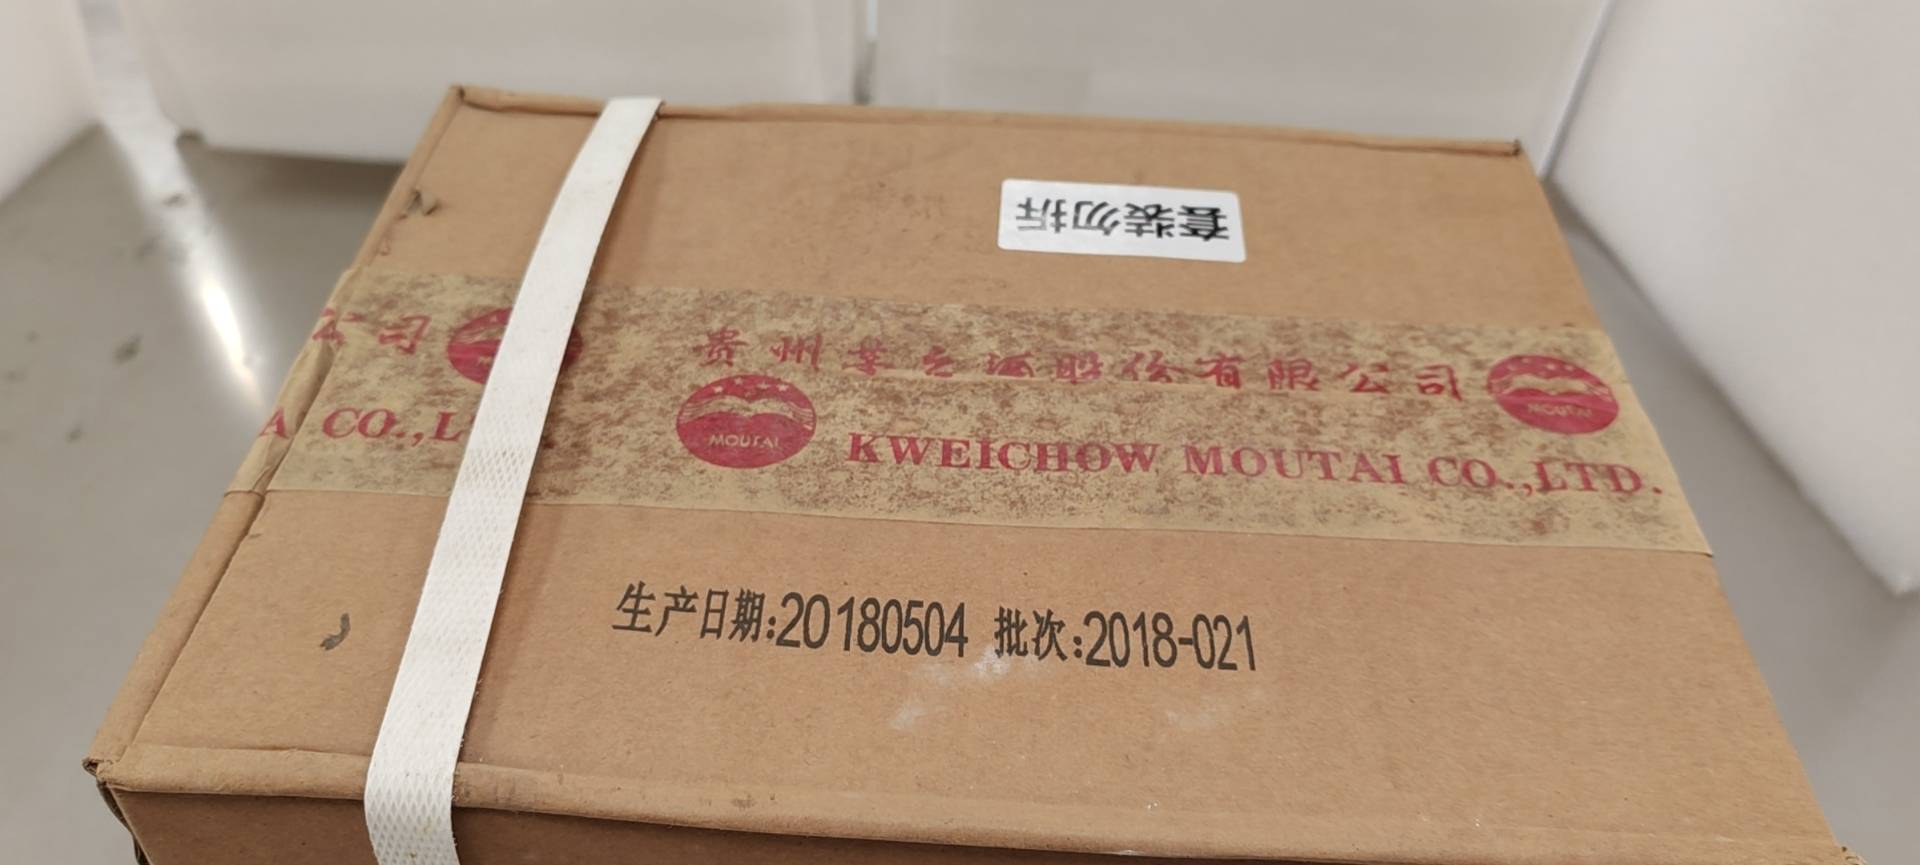 套装勿拆
公司
贵州茅台酒股份有限公司
MOUTAI
A CO.,L
MOUTAI
KWEICHOW MOUTAI CO.,LTD.
生产日期:20180504 批次:2018-021